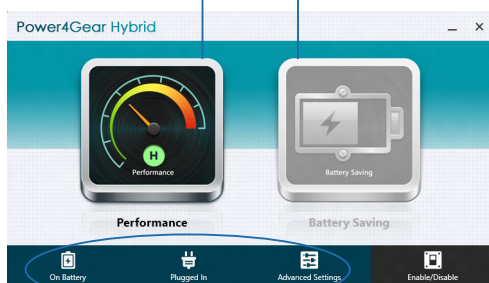 Power4Gear Hybrid
H
Performance
Battery Saving
Performance
Battery Saving
On Battery
Plugged In
Advanced Settings
Enable/Disable